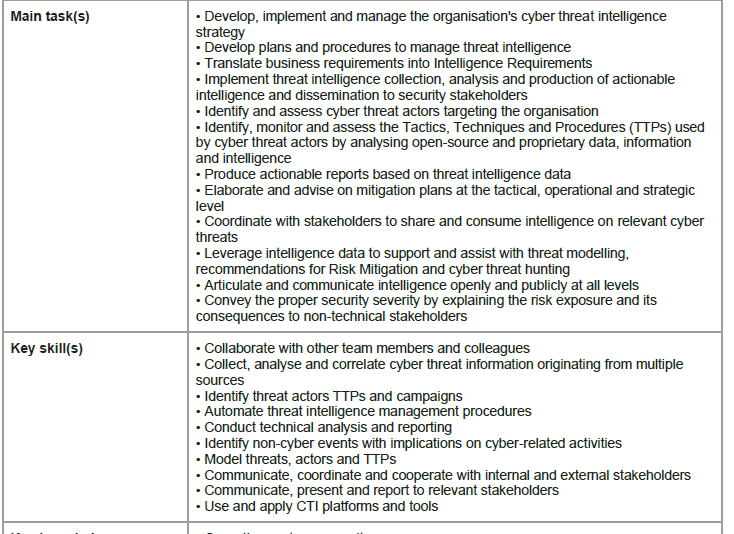 Main task(s)
• Develop, implement and manage the organisation's cyber threat intelligence
strategy
• Develop plans and procedures to manage threat intelligence
• Translate business requirements into Intelligence Requirements
• Implement threat intelligence collection, analysis and production of actionable
intelligence and dissemination to security stakeholders
• Identify and assess cyber threat actors targeting the organisation
• Identify, monitor and assess the Tactics, Techniques and Procedures (TTPs) used
by cyber threat actors by analysing open-source and proprietary data, information
and intelligence
• Produce actionable reports based on threat intelligence data
• Elaborate and advise on mitigation plans at the tactical, operational and strategic
level
• Coordinate with stakeholders to share and consume intelligence on relevant cyber
threats
• Leverage intelligence data to support and assist with threat modelling,
recommendations for Risk Mitigation and cyber threat hunting
• Articulate and communicate intelligence openly and publicly at all levels
• Convey the proper security severity by explaining the risk exposure and its
consequences to non-technical stakeholders
Key skill(s)
• Collaborate with other team members and colleagues
• Collect, analyse and correlate cyber threat information originating from multiple
sources
• Identify threat actors TTPs and campaigns
• Automate threat intelligence management procedures
• Conduct technical analysis and reporting
• Identify non-cyber events with implications on cyber-related activities
• Model threats, actors and TTPs
• Communicate, coordinate and cooperate with internal and external stakeholders
• Communicate, present and report to relevant stakeholders
• Use and apply CTI platforms and tools